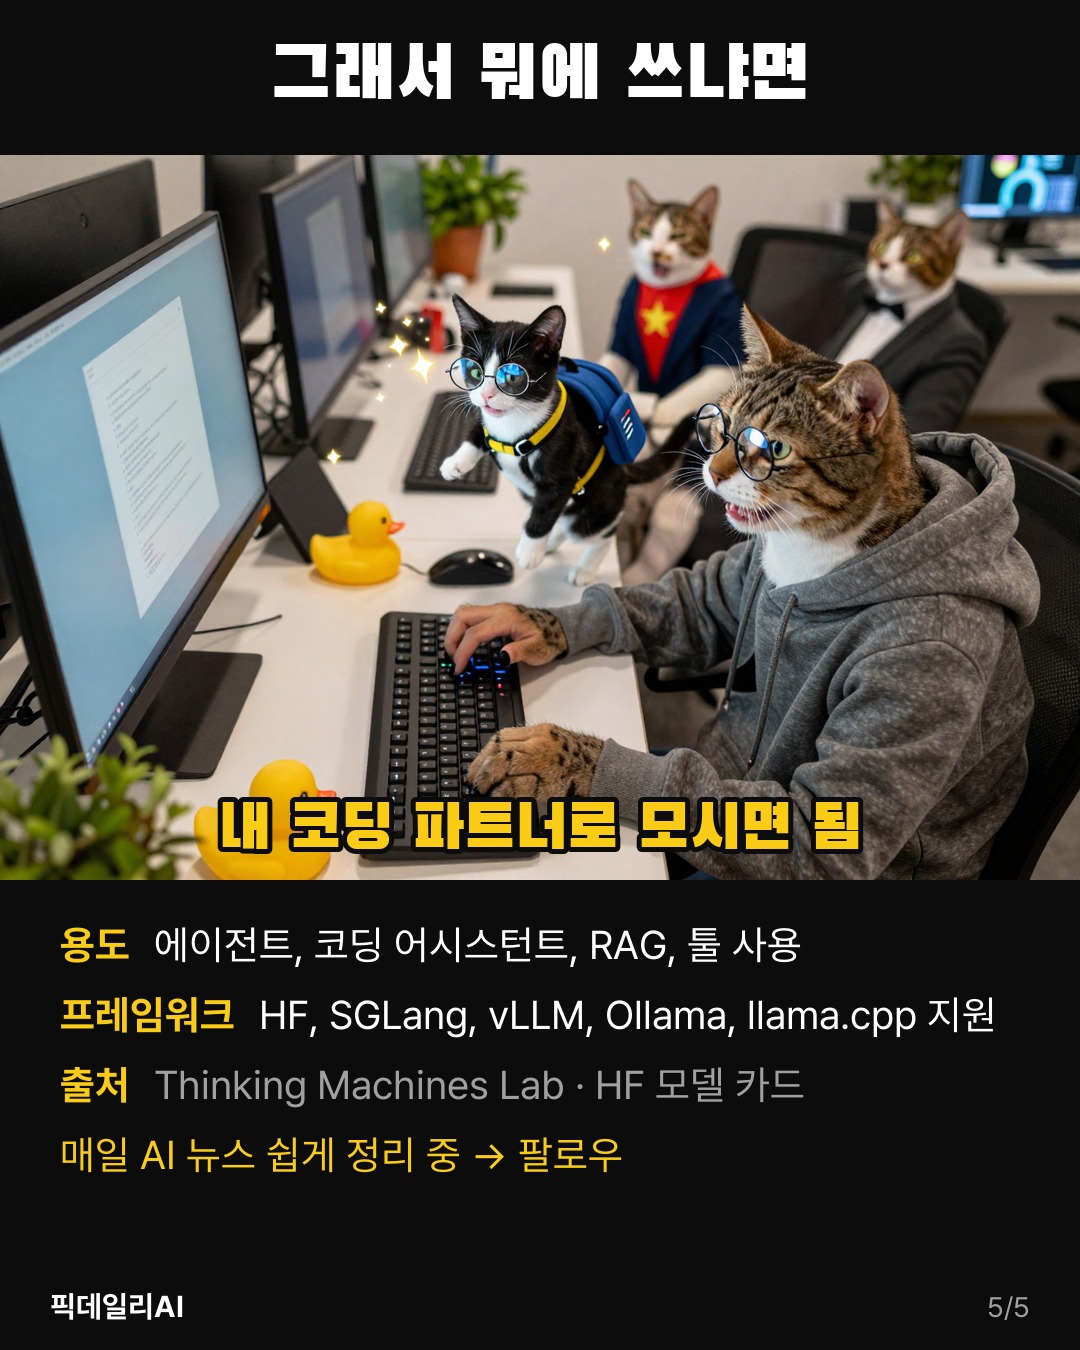 그래서 뭐에 쓰냐면
내 코딩 파트너로 모시면 됨
용도 에이전트, 코딩 어시스턴트, RAG, 툴 사용
프레임워크 HF, SGLang, vLLM, Ollama, llama.cpp 지원
출처 Thinking Machines Lab · HF 모델 카드
매일 AI 뉴스 쉽게 정리 중 → 팔로우
픽데일리AI
5/5